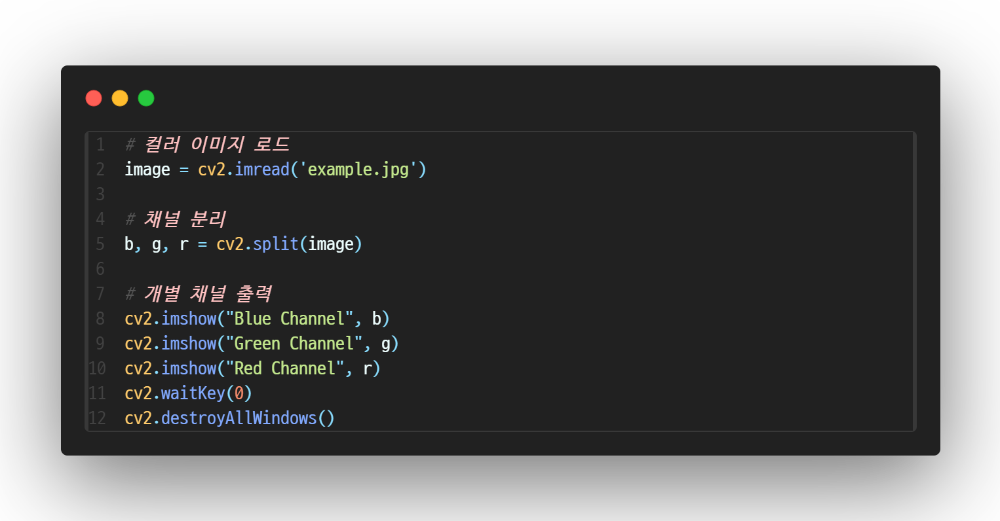 1 # 컬러 이미지 로드
2 image = cv2.imread('example.jpg')
3
4 # 채널 분리
5 b, g, r = cv2.split(image)
6
7 # 개별 채널 출력
8 cv2.imshow("Blue Channel", b)
9 cv2.imshow("Green Channel", g)
10 cv2.imshow("Red Channel", r)
11 cv2.waitKey(0)
12 cv2.destroyAllWindows()